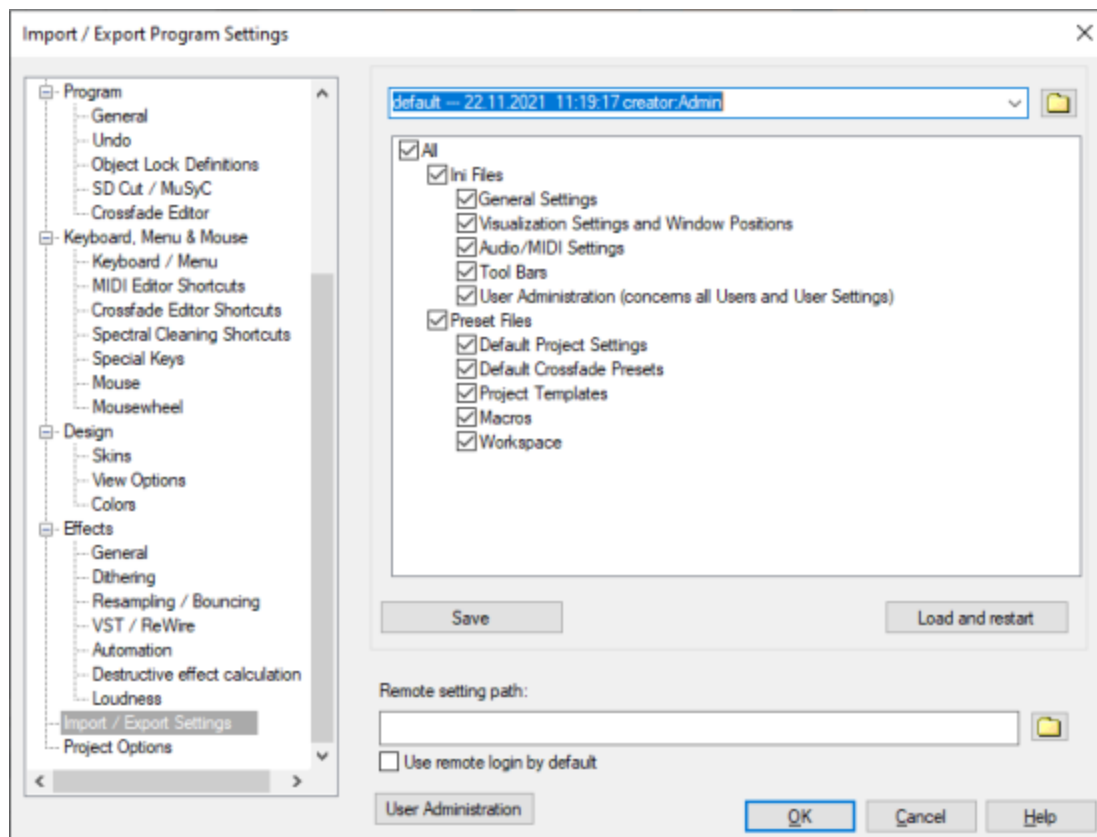 Import / Export Program Settings
Program
General
Undo
Object Lock Definitions
SD Cut / MuSyC
Crossfade Editor
Keyboard, Menu & Mouse
Keyboard / Menu
MIDI Editor Shortcuts
Crossfade Editor Shortcuts
Spectral Cleaning Shortcuts
Special Keys
Mouse
Mousewheel
Design
Skins
View Options
Colors
Effects
General
Dithering
Resampling / Bouncing
VST / ReWire
Automation
Destructive effect calculation
Loudness
Import / Export Settings
Project Options
default --- 22.11.2021 11:19:17 creator:Admin
All
Ini Files
General Settings
Visualization Settings and Window Positions
Audio/MIDI Settings
Tool Bars
User Administration (concerns all Users and User Settings)
Preset Files
Default Project Settings
Default Crossfade Presets
Project Templates
Macros
Workspace
Save
Load and restart
Remote setting path:
Use remote login by default
User Administration
OK
Cancel
Help